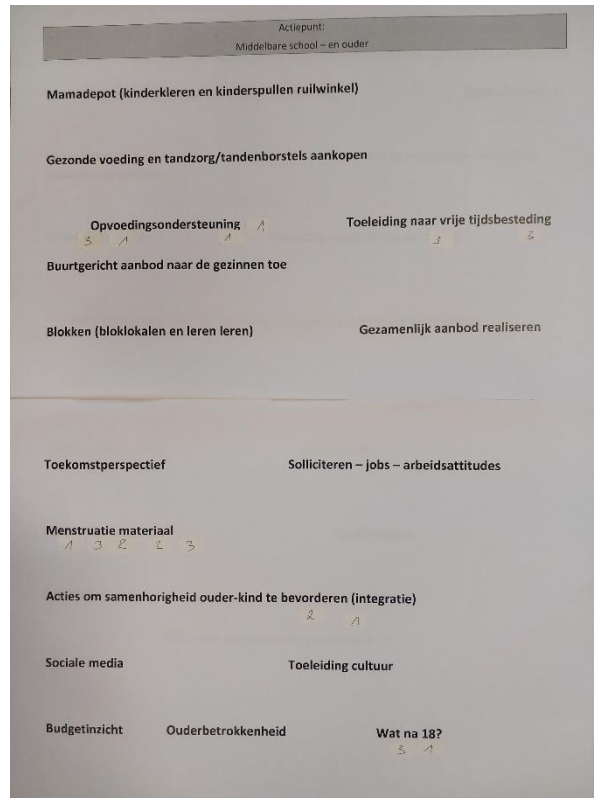 Actiepunt:
Middelbare school – en ouder
Mamadepot (kinderkleren en kinderspullen ruilwinkel)
Gezonde voeding en tandzorg/tandenborstels aankopen
Opvoedingsondersteuning 1 Toeleiding naar vrije tijdsbesteding
3 1 1 3
Buurtgericht aanbod naar de gezinnen toe
Blokken (bloklokalen en leren leren) Gezamenlijk aanbod realiseren
Toekomstperspectief Solliciteren – jobs – arbeidsattitudes
Menstruatie materiaal
1 3 2 2 3
Acties om samenhorigheid ouder-kind te bevorderen (integratie)
2 1
Sociale media Toeleiding cultuur
Budgetinzicht Ouderbetrokkenheid Wat na 18?
3 1